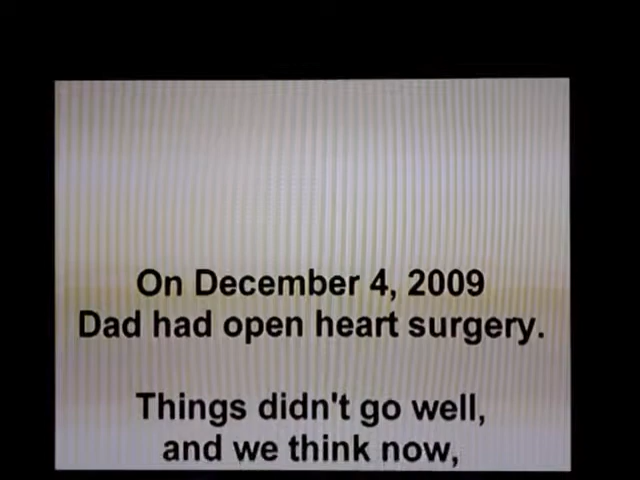 On December 4, 2009
Dad had open heart surgery.
Things didn't go well,
and we think now,